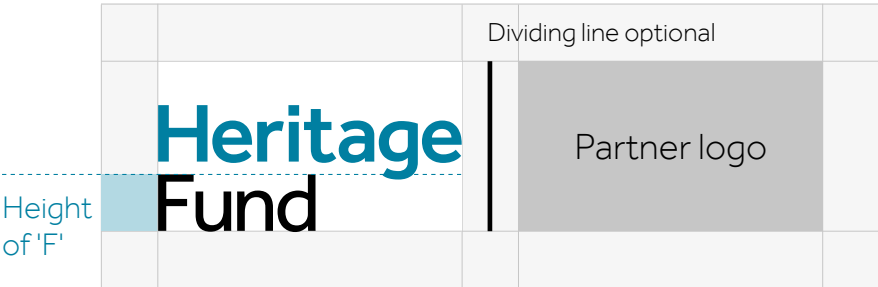 Dividing line optional
Heritage
Fund
Partner logo
Height
of 'F'